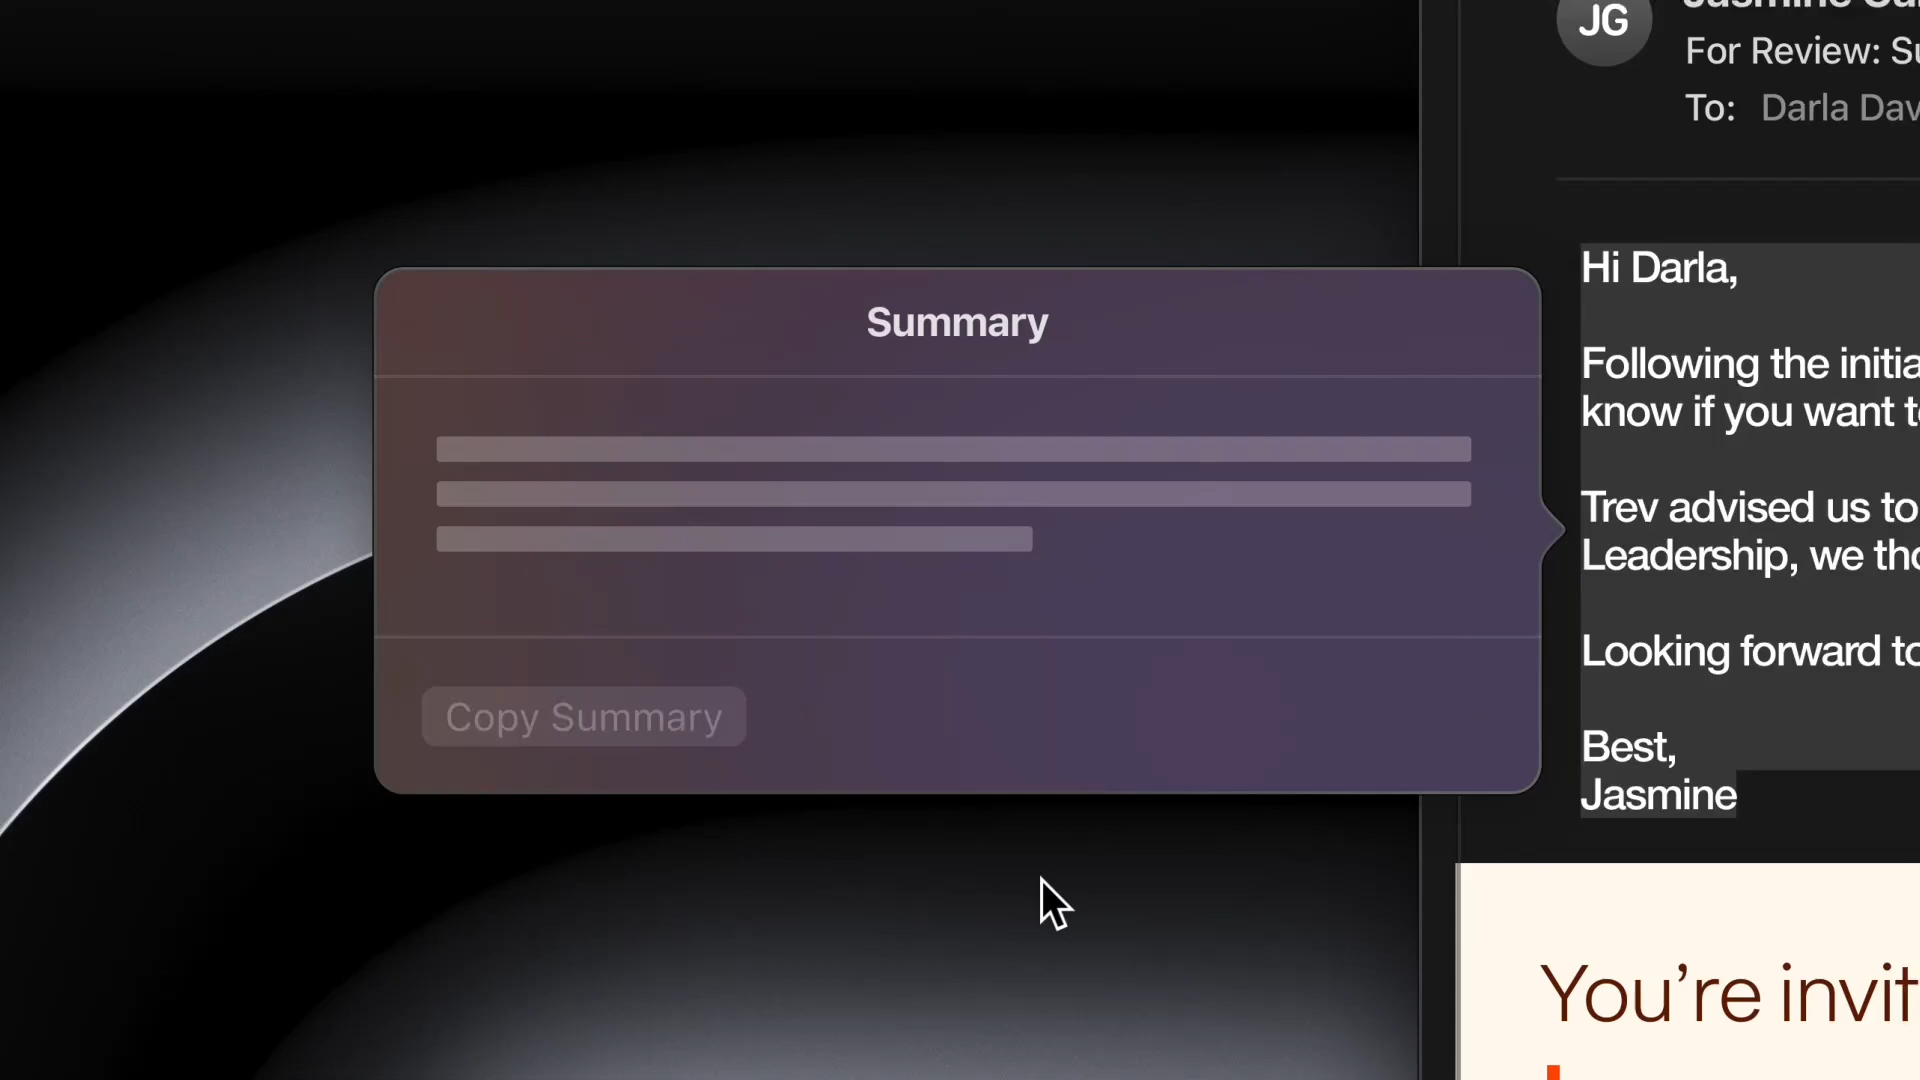 JG
For Review:
To: Darla
Summary
Copy Summary
Hi Darla,
Following the
know if you want
Trev advised us to
Leadership, we
Looking forward
Best,
Jasmine
You're